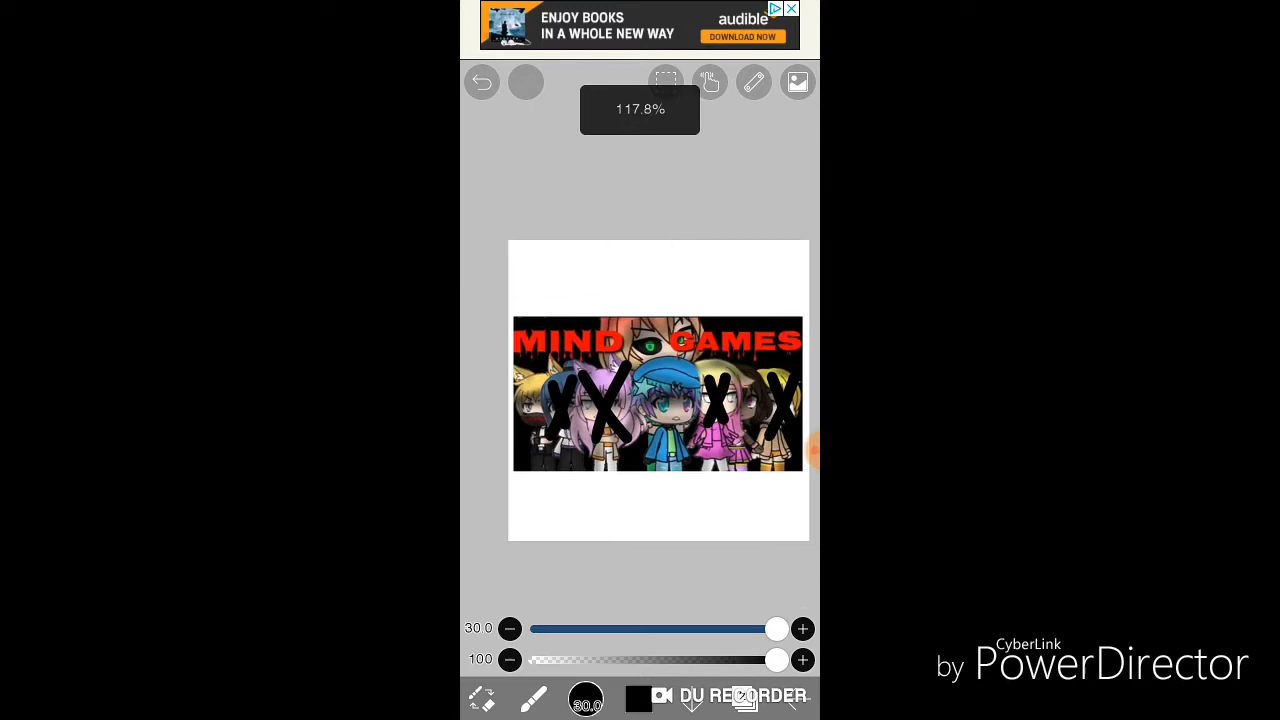 ENJOY BOOKS
IN A WHOLE NEW WAY
audible
DOWNLOAD NOW
117.8%
MIND GAMES
30.0
100
30.0
DU RECORDER
CyberLink
by PowerDirector